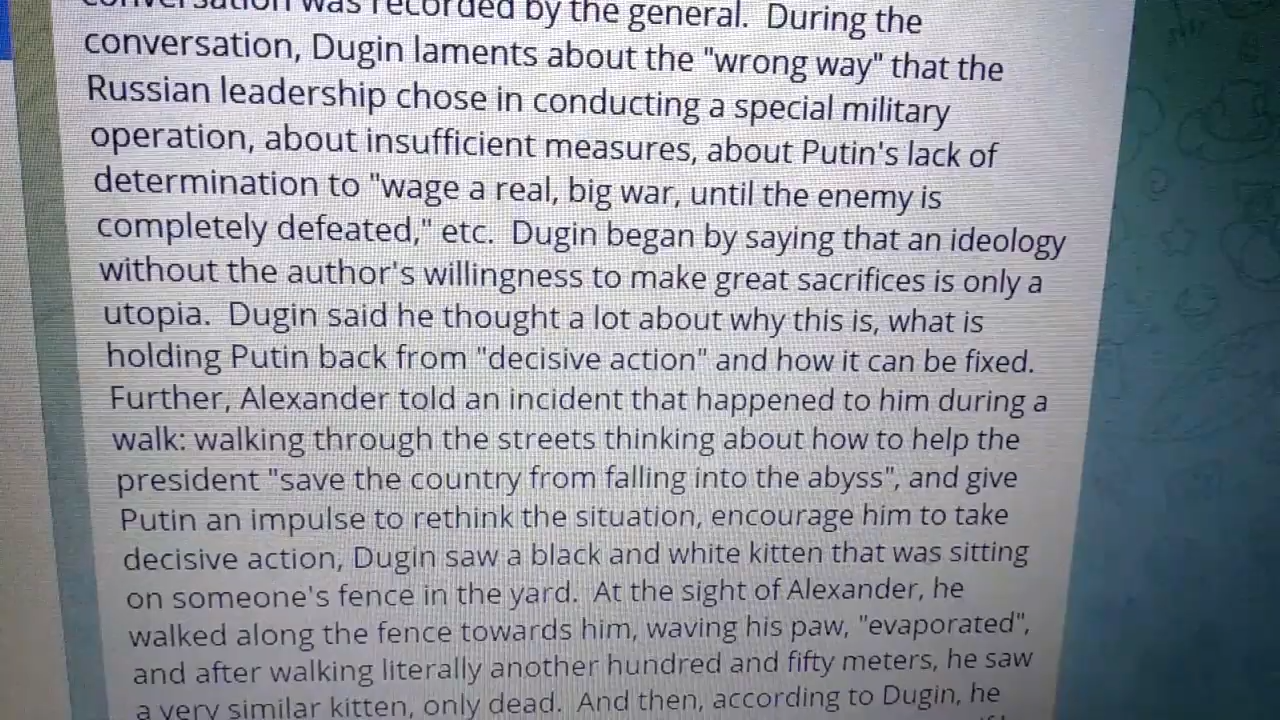 conversation was recorded by the general.  During the
conversation, Dugin laments about the "wrong way" that the
Russian leadership chose in conducting a special military
operation, about insufficient measures, about Putin's lack of
determination to "wage a real, big war, until the enemy is
completely defeated," etc.  Dugin began by saying that an ideology
without the author's willingness to make great sacrifices is only a
utopia.  Dugin said he thought a lot about why this is, what is
holding Putin back from "decisive action" and how it can be fixed.
Further, Alexander told an incident that happened to him during a
walk: walking through the streets thinking about how to help the
president "save the country from falling into the abyss", and give
Putin an impulse to rethink the situation, encourage him to take
decisive action, Dugin saw a black and white kitten that was sitting
on someone's fence in the yard.  At the sight of Alexander, he
walked along the fence towards him, waving his paw, "evaporated",
and after walking literally another hundred and fifty meters, he saw
a very similar kitten, only dead.  And then, according to Dugin, he